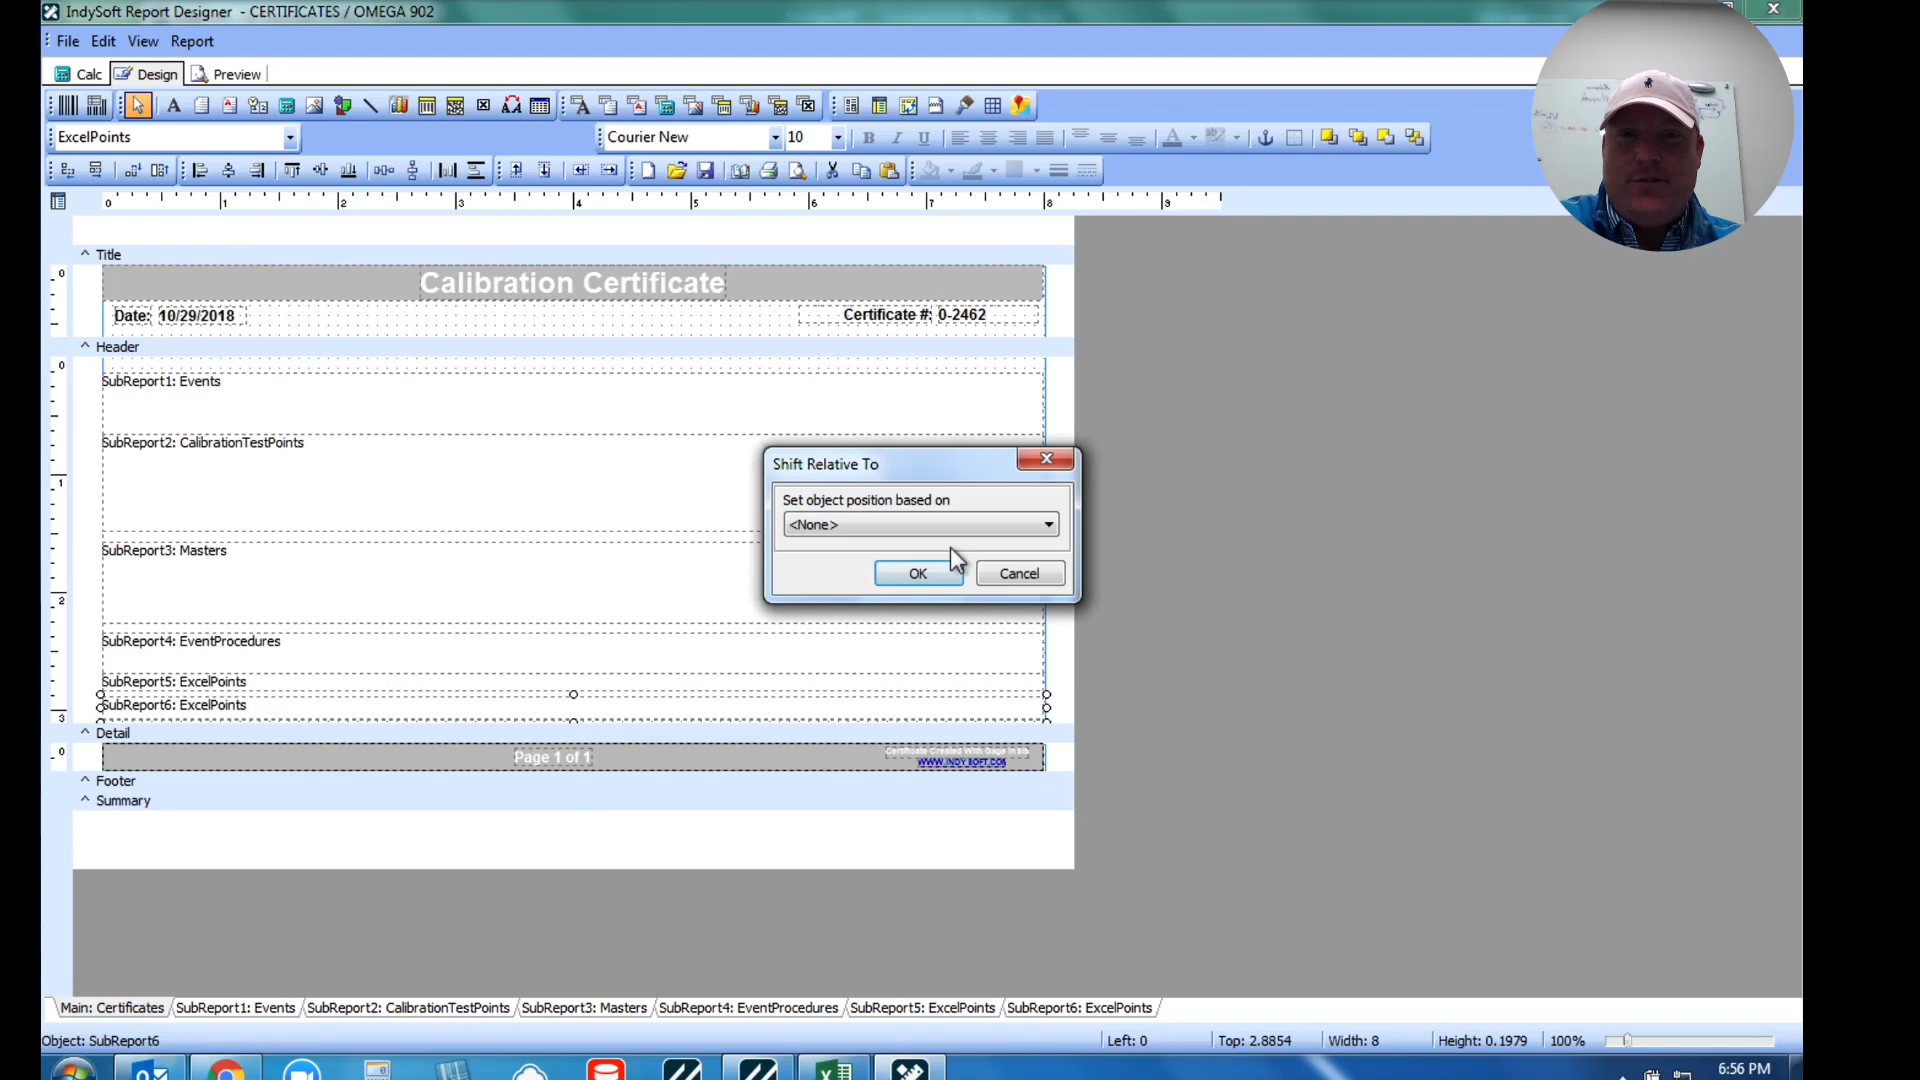 IndySoft Report Designer - CERTIFICATES / OMEGA 902
File Edit View Report
Calc Design Preview
ExcelPoints Courier New 10 B I U
0 1 2 3 4 5 6 7 8 9
^ Title
Calibration Certificate
Date: 10/29/2018 Certificate #: 0-2462
^ Header
SubReport1: Events
SubReport2: CalibrationTestPoints
SubReport3: Masters
SubReport4: EventProcedures
SubReport5: ExcelPoints
SubReport6: ExcelPoints
^ Detail
Page 1 of 1
WWW.INDYSOFT.COM
^ Footer
^ Summary
Shift Relative To
Set object position based on
<None>
OK Cancel
Main: Certificates SubReport1: Events SubReport2: CalibrationTestPoints SubReport3: Masters SubReport4: EventProcedures SubReport5: ExcelPoints SubReport6: ExcelPoints
Object: SubReport6 Left: 0 Top: 2.8854 Width: 8 Height: 0.1979 100%
6:56 PM